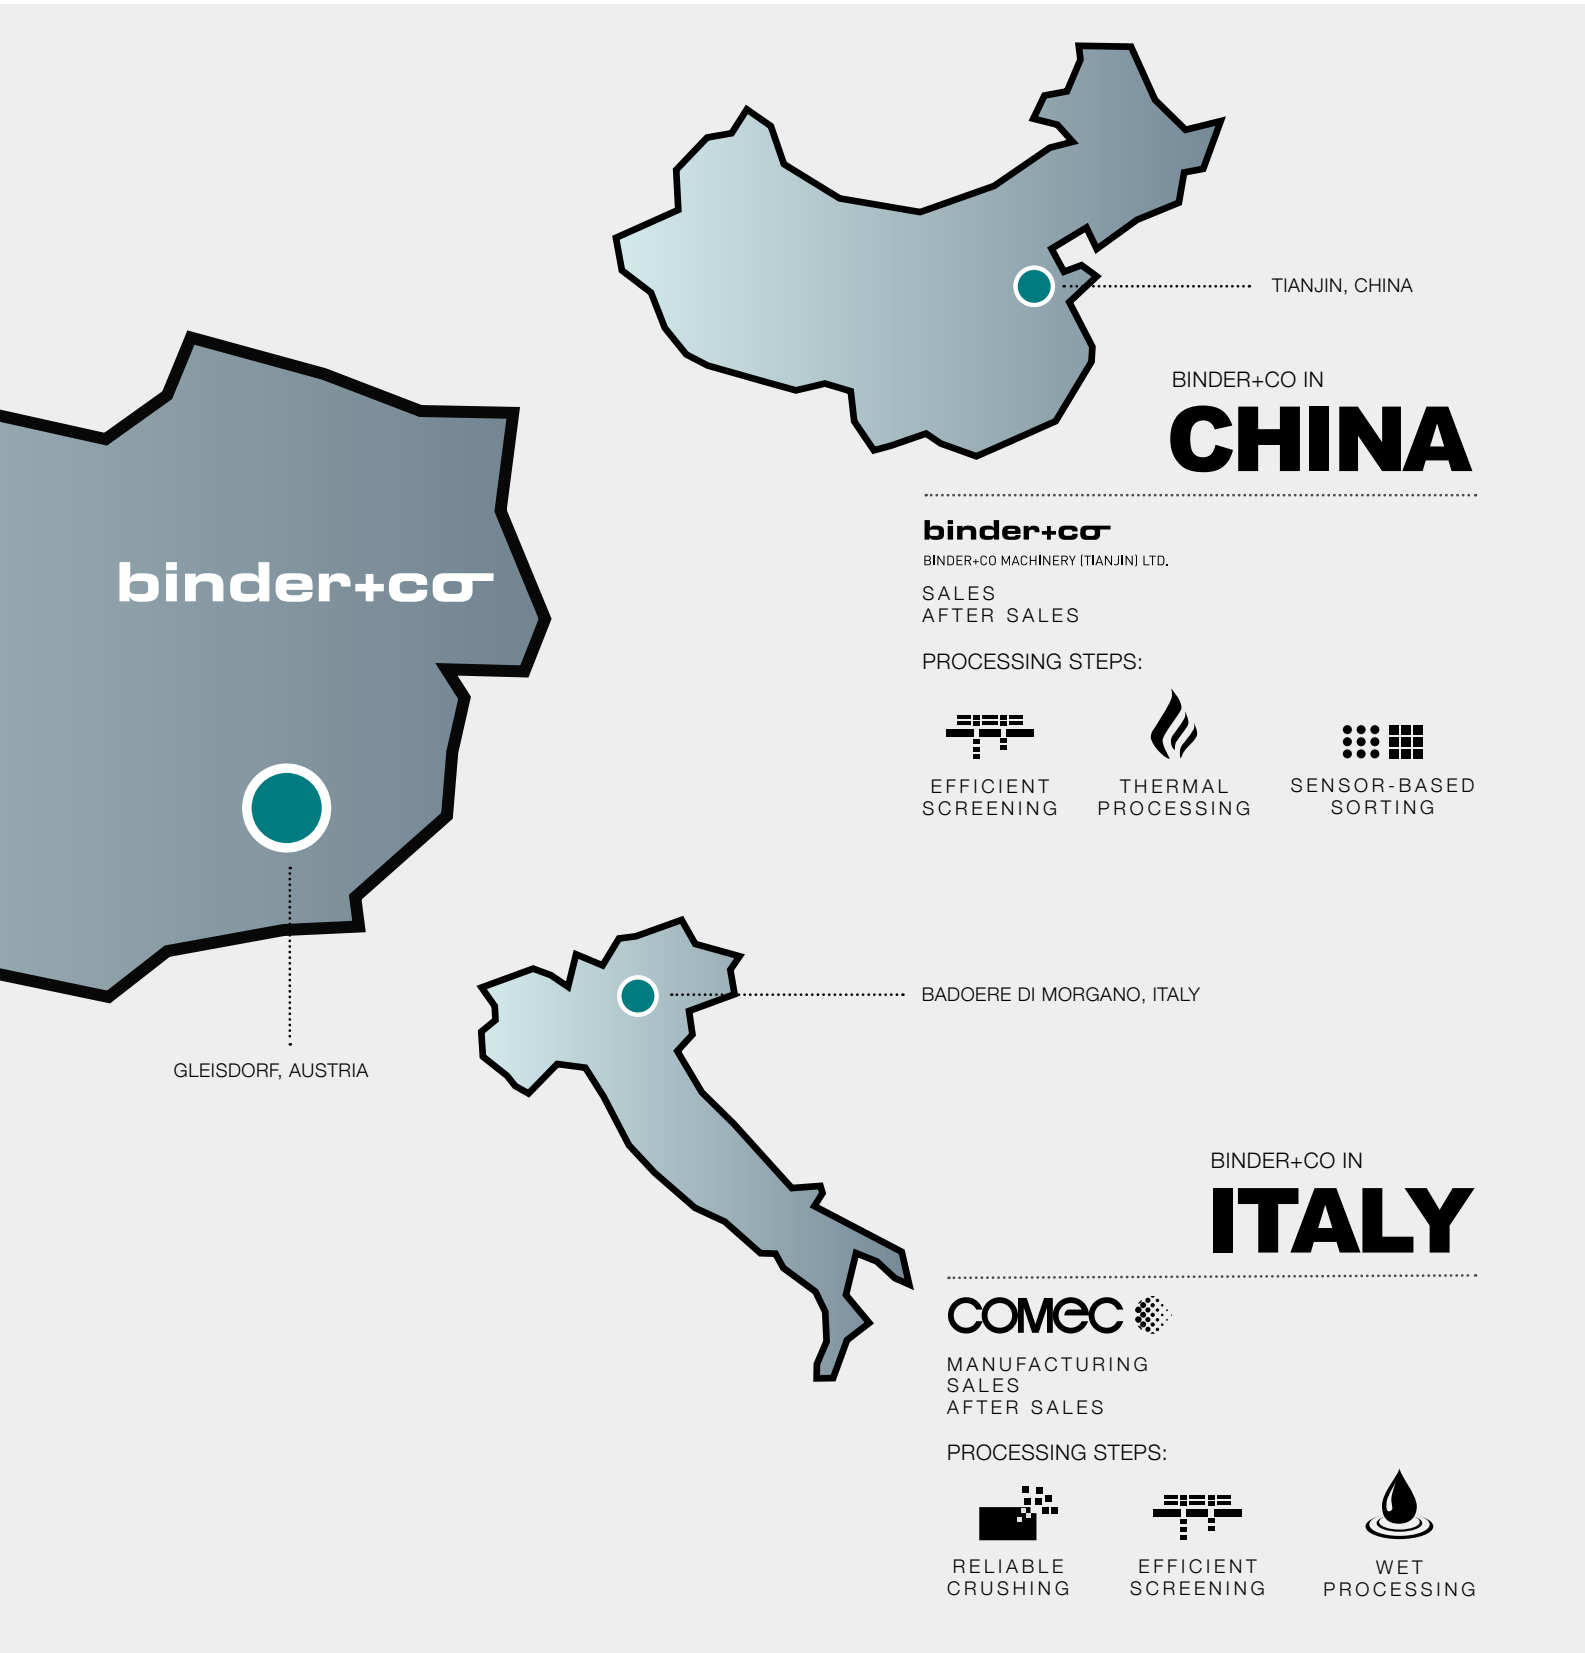 TIANJIN, CHINA
BINDER+CO IN
CHINA
binder+co
BINDER+CO MACHINERY (TIANJIN) LTD.
SALES
AFTER SALES
PROCESSING STEPS:
EFFICIENT
SCREENING
THERMAL
PROCESSING
SENSOR-BASED
SORTING
binder+co
GLEISDORF, AUSTRIA
BADOERE DI MORGANO, ITALY
BINDER+CO IN
ITALY
COMeC
MANUFACTURING
SALES
AFTER SALES
PROCESSING STEPS:
RELIABLE
CRUSHING
EFFICIENT
SCREENING
WET
PROCESSING